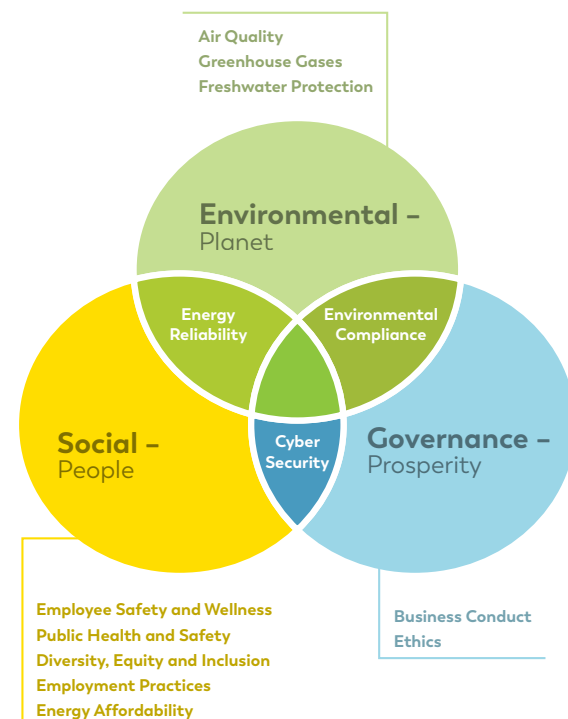 Air Quality
Greenhouse Gases
Freshwater Protection
Environmental –
Planet
Energy
Reliability
Environmental
Compliance
Social –
People
Cyber
Security
Governance –
Prosperity
Employee Safety and Wellness
Public Health and Safety
Diversity, Equity and Inclusion
Employment Practices
Energy Affordability
Business Conduct
Ethics